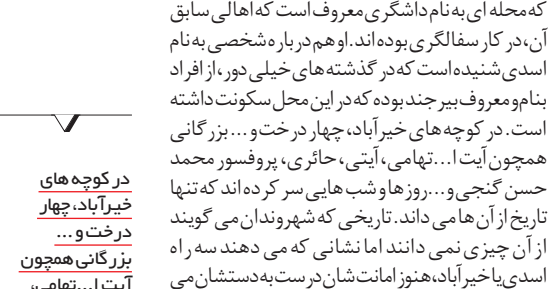 که محله ای به نام داشگری معروف است که اهالی سابق
آن، در کار سفالگری بوده اند. او هم درباره شخصی به نام
اسدی شنیده است که در گذشته های خیلی دور، از افراد
بنام و معروف بیرجند بوده که در این محل سکونت داشته
است. در کوچه های خیرآباد، چهار درخت و ... بزرگانی
همچون آیت ا... تهامی، آیتی، حائری، پروفسور محمد
حسن گنجی و... روزها و شب هایی سر کرده اند که تنها
تاریخ از آن ها می داند. تاریخی که شهروندان می گویند
از آن چیزی نمی دانند اما نشانی که می دهند سه راه
اسدی یا خیرآباد، هنوز امانت شان درست به دستشان می
در کوچه های
خیرآباد، چهار
درخت و ...
بزرگانی همچون
آیت ا... تهامی،